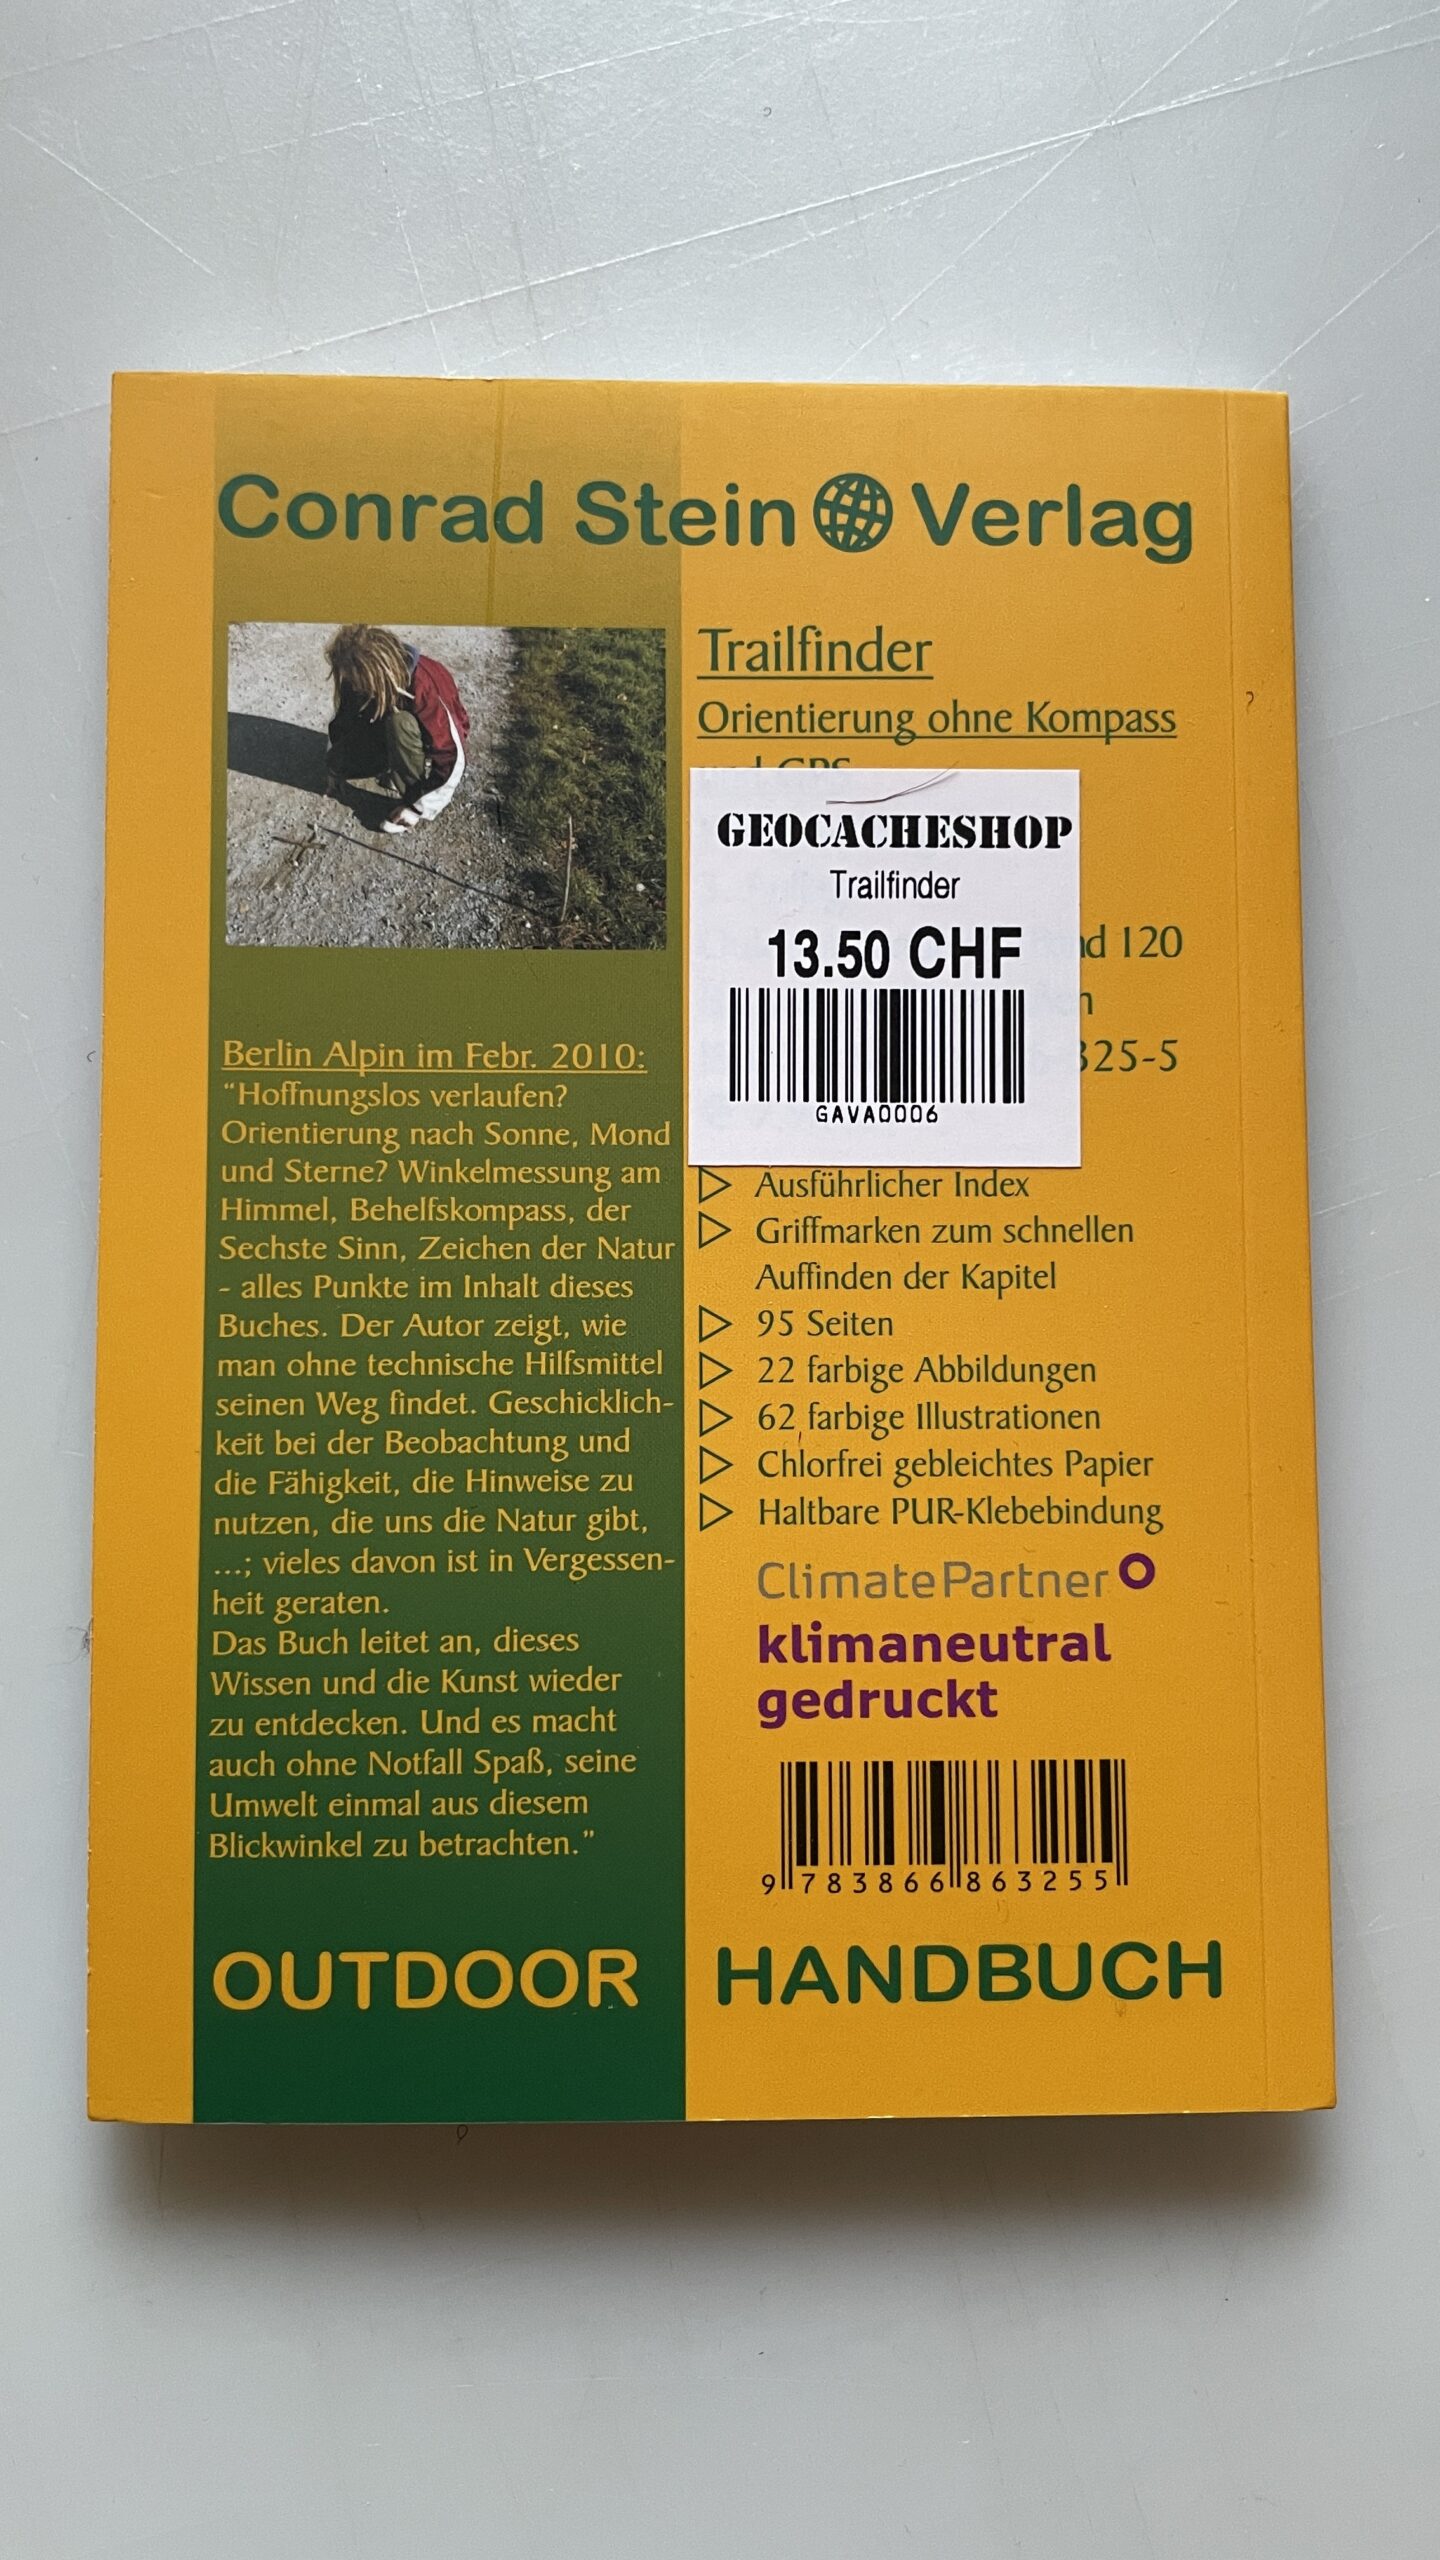 Conrad Stein Verlag
Trailfinder
Orientierung ohne Kompass
und GPS
GEOCACHESHOP
Trailfinder
13.50 CHF
GAVA0006
120
325-5
Berlin Alpin im Febr. 2010:
"Hoffnungslos verlaufen?
Orientierung nach Sonne, Mond
und Sterne? Winkelmessung am
Himmel, Behelfskompass, der
Sechste Sinn, Zeichen der Natur
- alles Punkte im Inhalt dieses
Buches. Der Autor zeigt, wie
man ohne technische Hilfsmittel
seinen Weg findet. Geschicklich-
keit bei der Beobachtung und
die Fähigkeit, die Hinweise zu
nutzen, die uns die Natur gibt,
...; vieles davon ist in Vergessen-
heit geraten.
Das Buch leitet an, dieses
Wissen und die Kunst wieder
zu entdecken. Und es macht
auch ohne Notfall Spaß, seine
Umwelt einmal aus diesem
Blickwinkel zu betrachten."
Ausführlicher Index
Griffmarken zum schnellen
Auffinden der Kapitel
95 Seiten
22 farbige Abbildungen
62 farbige Illustrationen
Chlorfrei gebleichtes Papier
Haltbare PUR-Klebebindung
ClimatePartner
klimaneutral
gedruckt
9 783866 863255
OUTDOOR HANDBUCH